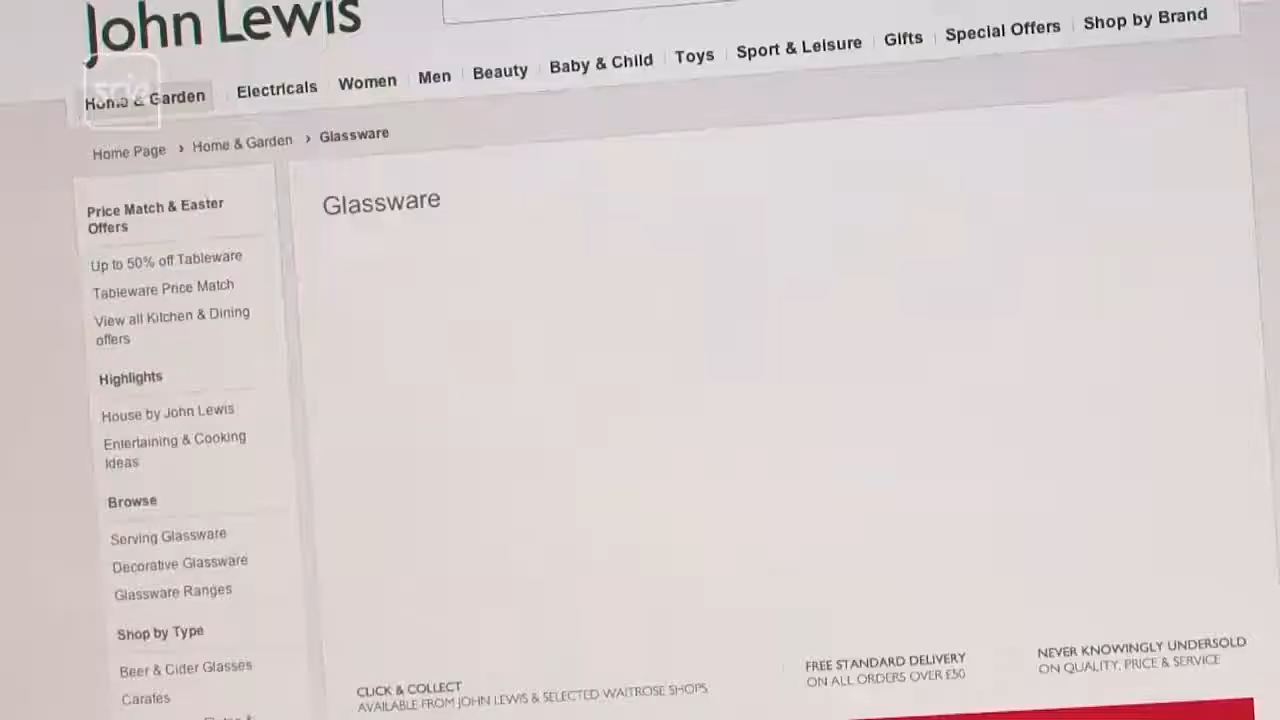 John Lewis
Home & Garden Electricals Women Men Beauty Baby & Child Toys Sport & Leisure Gifts Special Offers Shop by Brand
Home Page › Home & Garden › Glassware
Glassware
Price Match & Easter
Offers
Up to 50% off Tableware
Tableware Price Match
View all Kitchen & Dining
offers
Highlights
House by John Lewis
Entertaining & Cooking
Ideas
Browse
Serving Glassware
Decorative Glassware
Glassware Ranges
Shop by Type
Beer & Cider Glasses
Carafes
CLICK & COLLECT
AVAILABLE FROM JOHN LEWIS & SELECTED WAITROSE SHOPS
FREE STANDARD DELIVERY
ON ALL ORDERS OVER £50
NEVER KNOWINGLY UNDERSOLD
ON QUALITY, PRICE & SERVICE